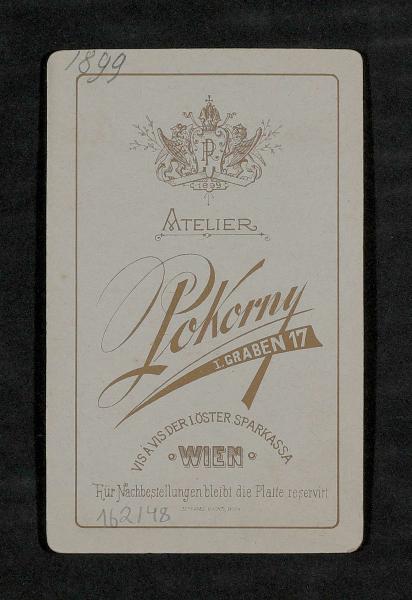 1899
P
1899
ATELIER
Pokorny
I. GRABEN 17
VIS À VIS DER I. ÖSTER SPARKASSA
WIEN
Für Nachbestellungen bleibt die Platte reservirt
162148